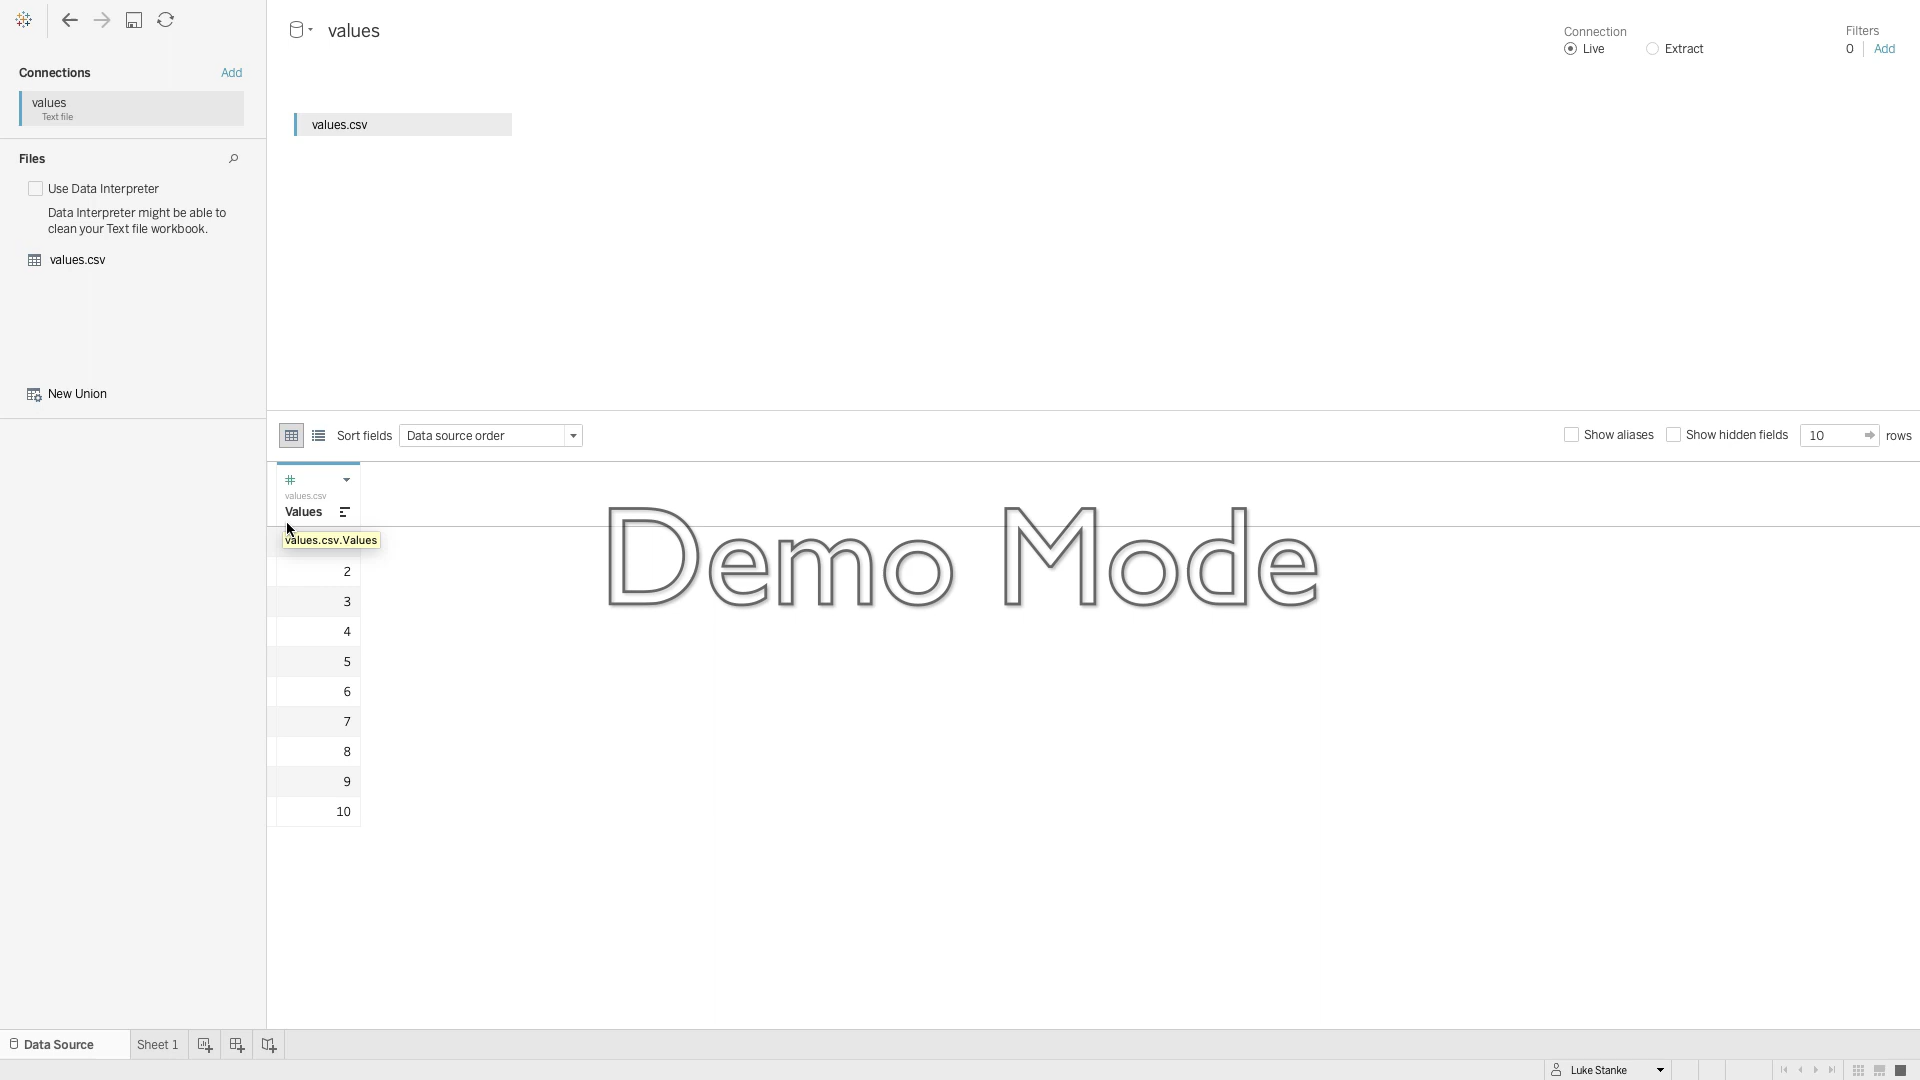 values
Connection
Live
Extract
Filters
0
Add
Connections
Add
values
Text file
values.csv
Files
Use Data Interpreter
Data Interpreter might be able to
clean your Text file workbook.
values.csv
New Union
Sort fields
Data source order
Show aliases
Show hidden fields
10
rows
#
values.csv
Values
values.csv.Values
2
3
4
5
6
7
8
9
10
Demo Mode
Data Source
Sheet 1
Luke Stanke